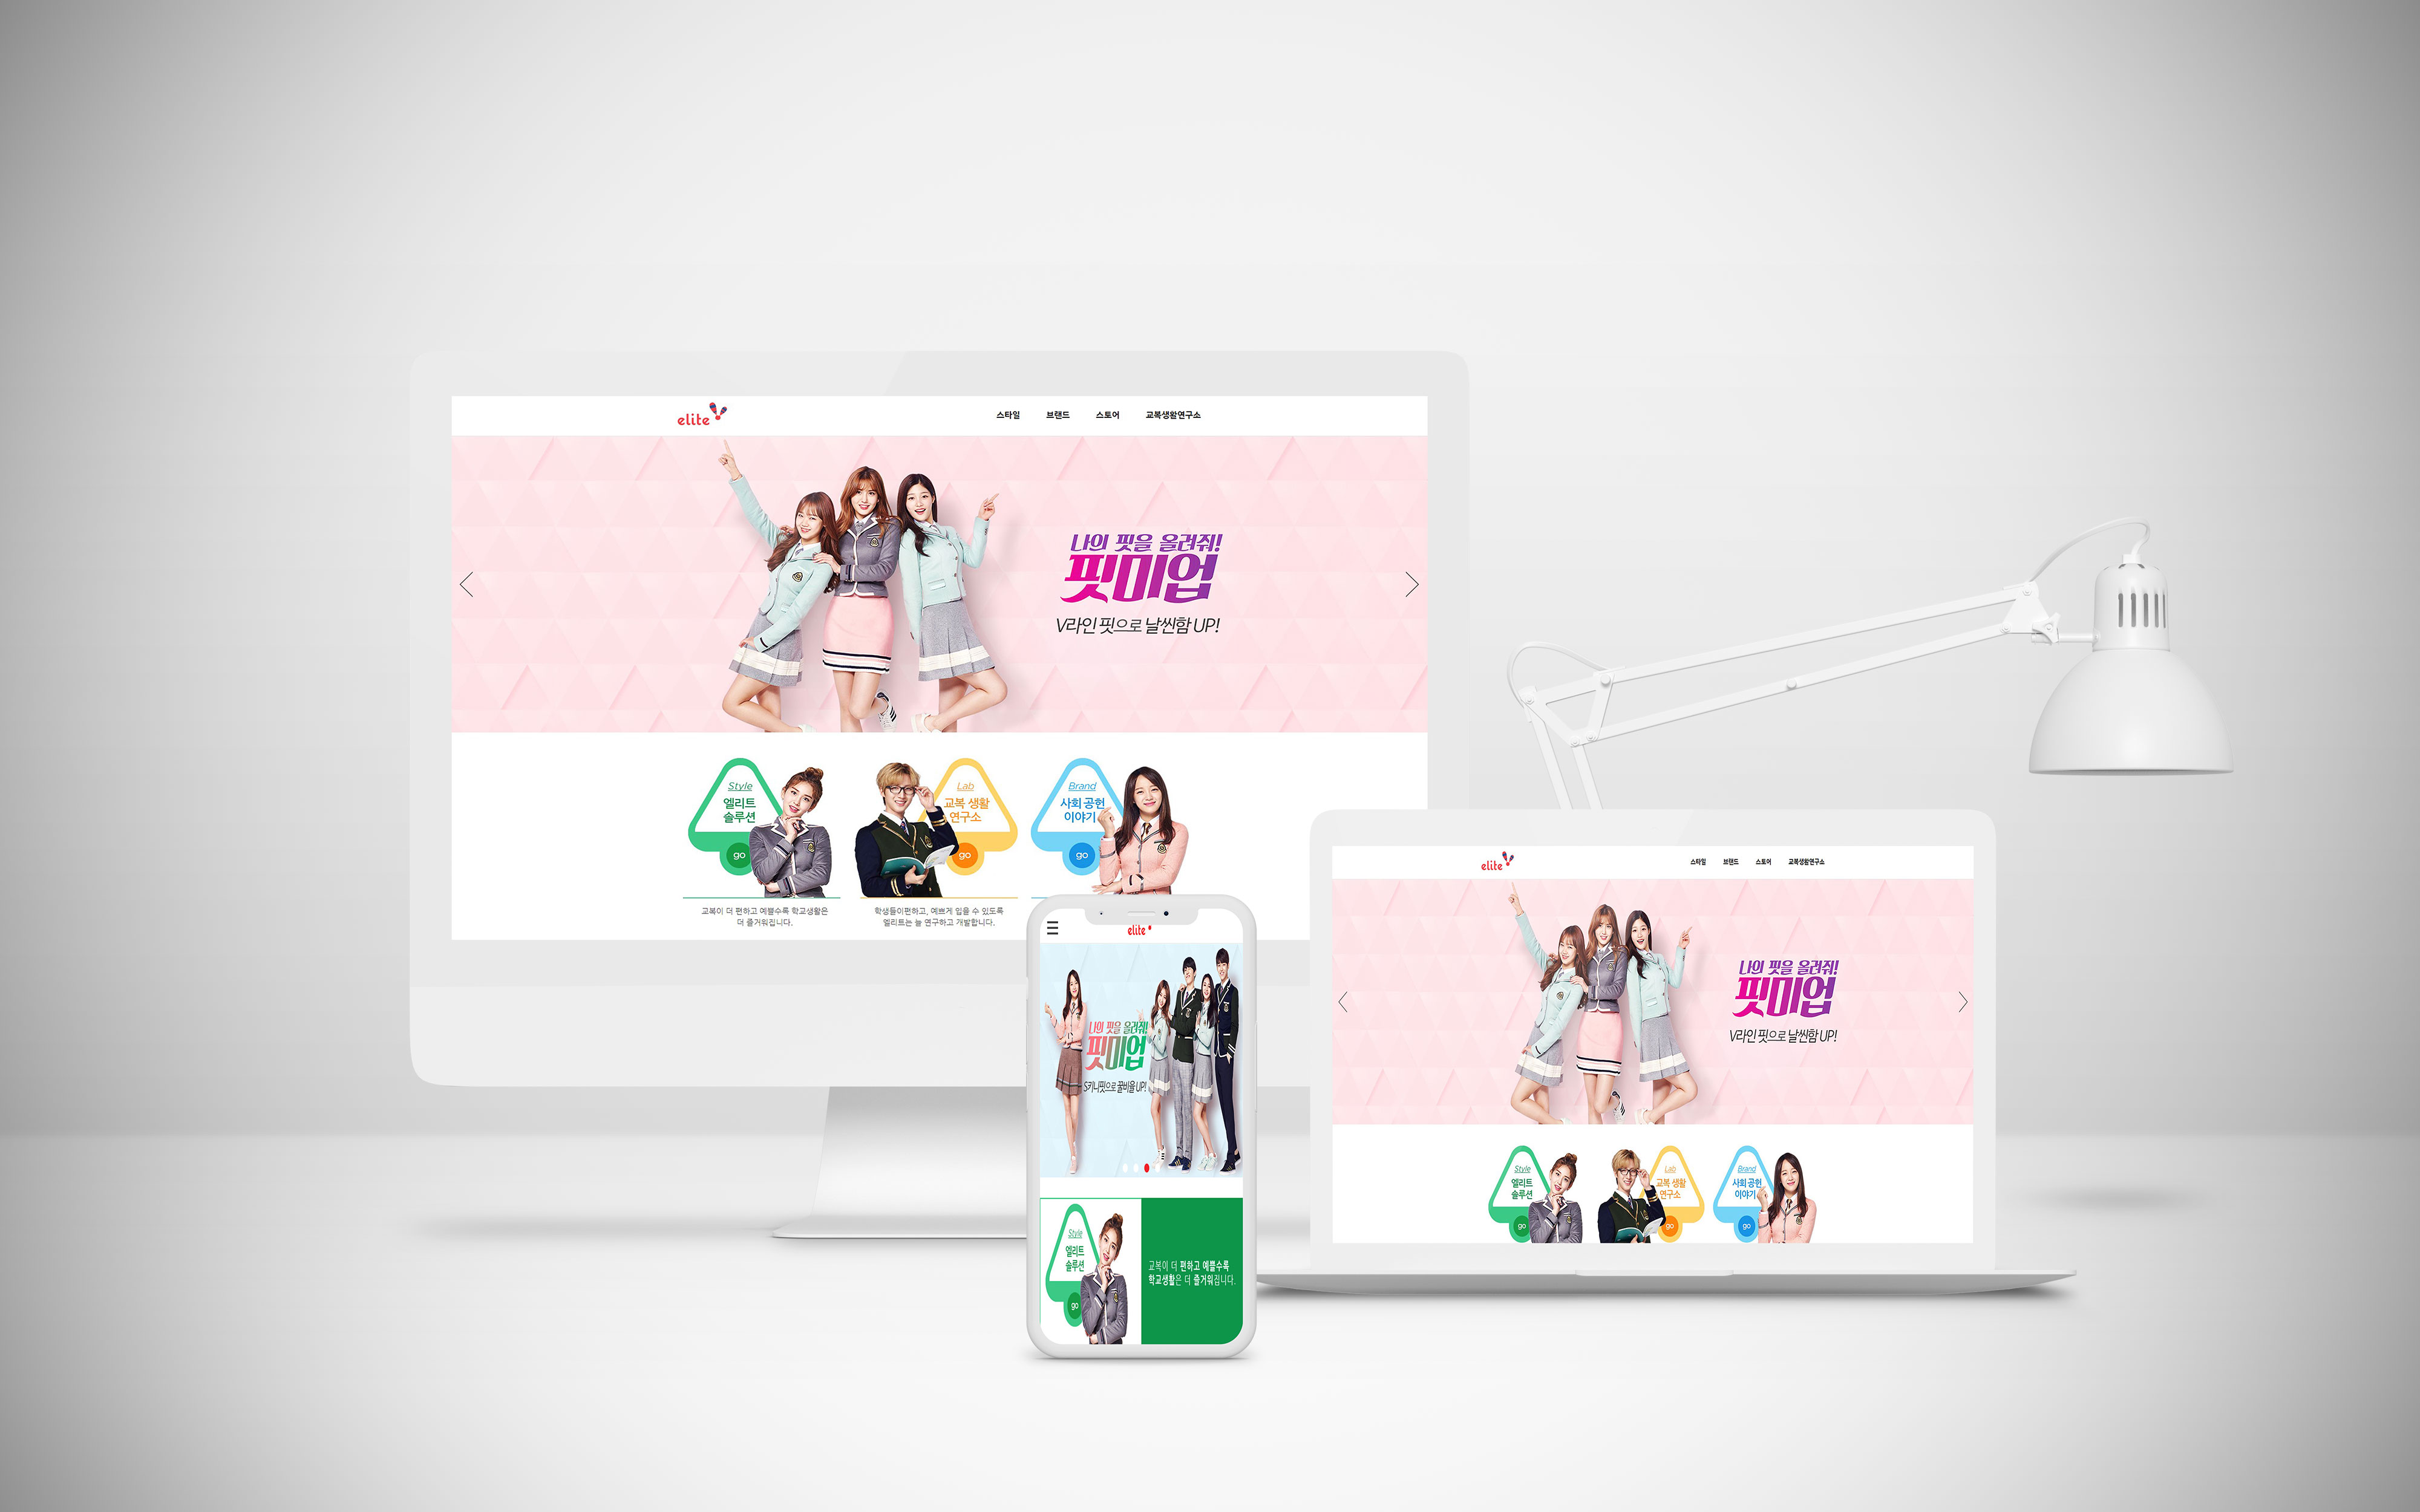 elite
스타일 브랜드 스토어 교복생활연구소
나의 핏을 올려줘!
핏미업
V라인 핏으로 날씬함 UP!
Style
엘리트
솔루션
go
Lab
교복 생활
연구소
go
Brand
사회 공헌
이야기
go
교복이 더 편하고 예쁠수록 학교생활은
더 즐거워집니다.
학생들이편하고, 예쁘게 입을 수 있도록
엘리트는 늘 연구하고 개발합니다.
elite
나의 핏을 올려줘!
핏미업
S키니핏으로 꿀비율 UP!
Style
엘리트
솔루션
go
교복이 더 편하고 예쁠수록
학교생활은 더 즐거워집니다.
elite
스타일 브랜드 스토어 교복생활연구소
나의 핏을 올려줘!
핏미업
V라인 핏으로 날씬함 UP!
Style
엘리트
솔루션
go
Lab
교복 생활
연구소
go
Brand
사회 공헌
이야기
go